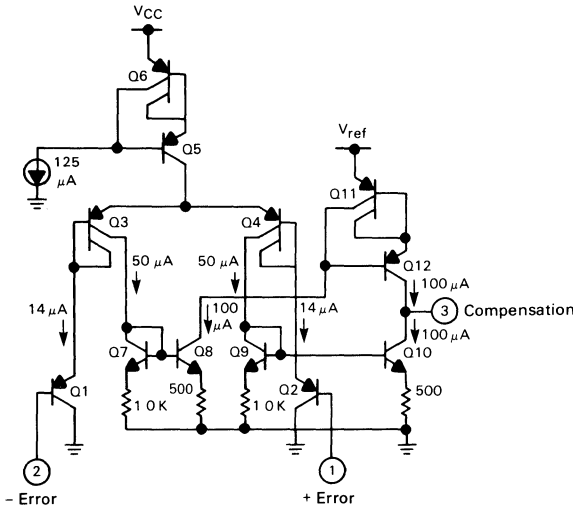 VCC
Q6
Vref
Q5
125
µA
Q11
Q3
Q4
Q12
50 µA
50 µA
100 µA
14 µA
100
µA
14 µA
3
Compensation
100 µA
Q7
Q8
Q9
Q10
Q1
500
Q2
500
1 0 K
1 0 K
2
1
– Error
+ Error